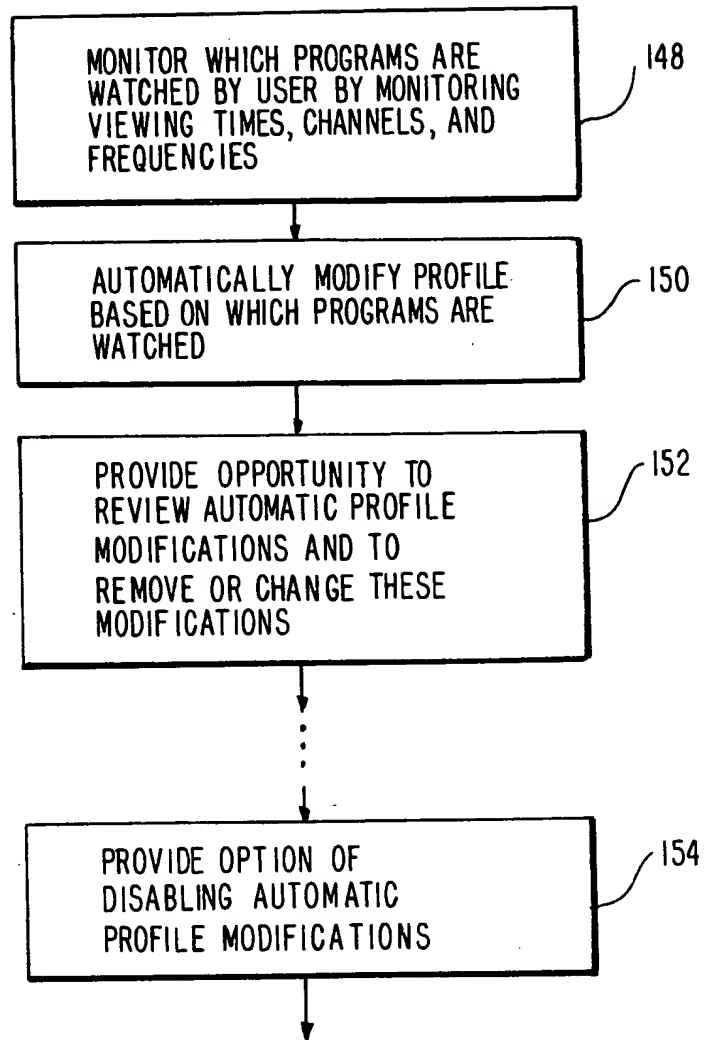 MONITOR WHICH PROGRAMS ARE
WATCHED BY USER BY MONITORING
VIEWING TIMES, CHANNELS, AND
FREQUENCIES
148
AUTOMATICALLY MODIFY PROFILE
BASED ON WHICH PROGRAMS ARE
WATCHED
150
PROVIDE OPPORTUNITY TO
REVIEW AUTOMATIC PROFILE
MODIFICATIONS AND TO
REMOVE OR CHANGE THESE
MODIFICATIONS
152
PROVIDE OPTION OF
DISABLING AUTOMATIC
PROFILE MODIFICATIONS
154